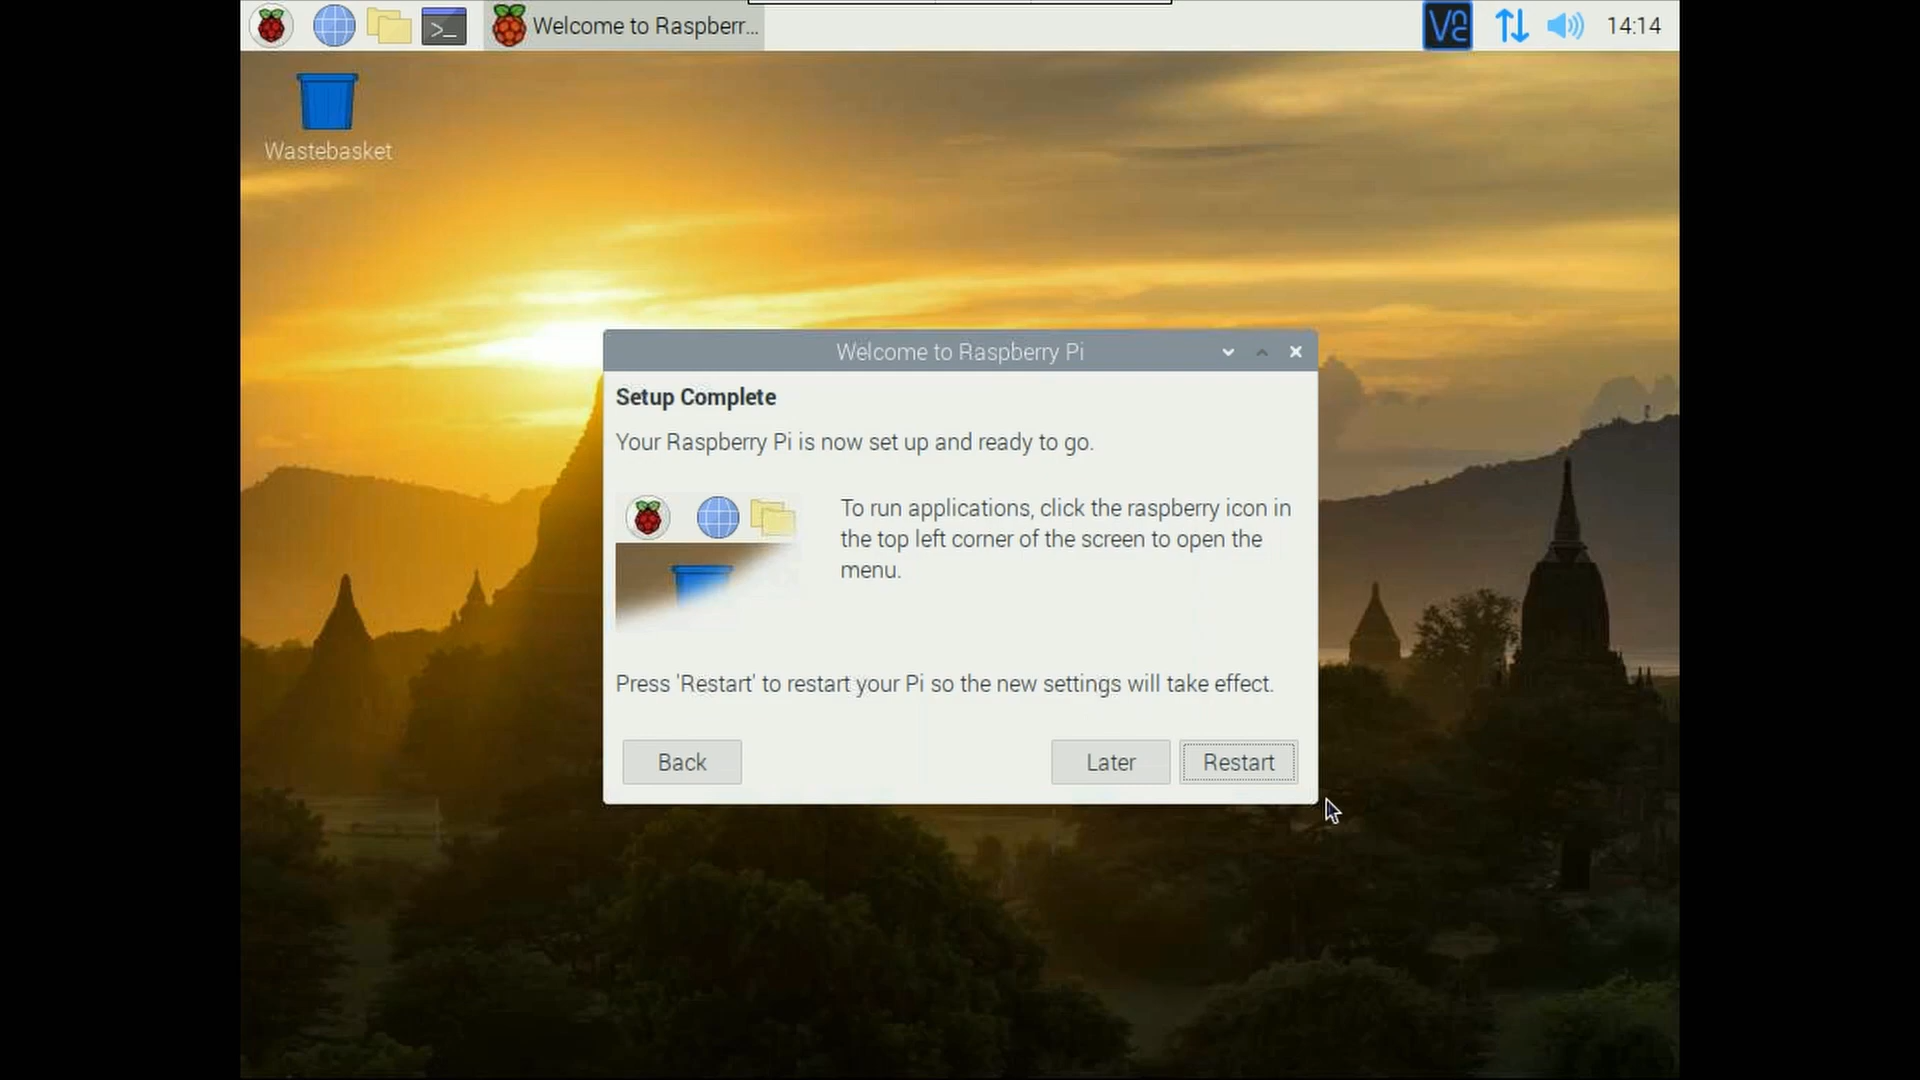 Welcome to Raspberr...
14:14
Wastebasket
Welcome to Raspberry Pi
Setup Complete
Your Raspberry Pi is now set up and ready to go.
To run applications, click the raspberry icon in
the top left corner of the screen to open the
menu.
Press 'Restart' to restart your Pi so the new settings will take effect.
Back
Later
Restart